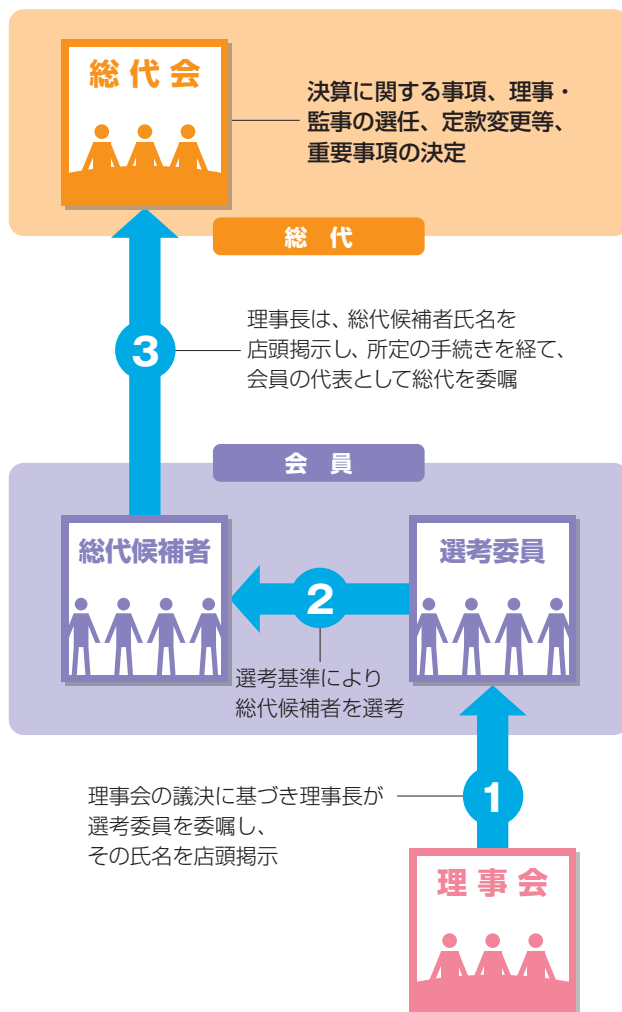 総代会
決算に関する事項、理事・
監事の選任、定款変更等、
重要事項の決定
総代
3
理事長は、総代候補者氏名を
店頭掲示し、所定の手続きを経て、
会員の代表として総代を委嘱
会員
総代候補者
選考委員
2
選考基準により
総代候補者を選考
1
理事会の議決に基づき理事長が
選考委員を委嘱し、
その氏名を店頭掲示
理事会